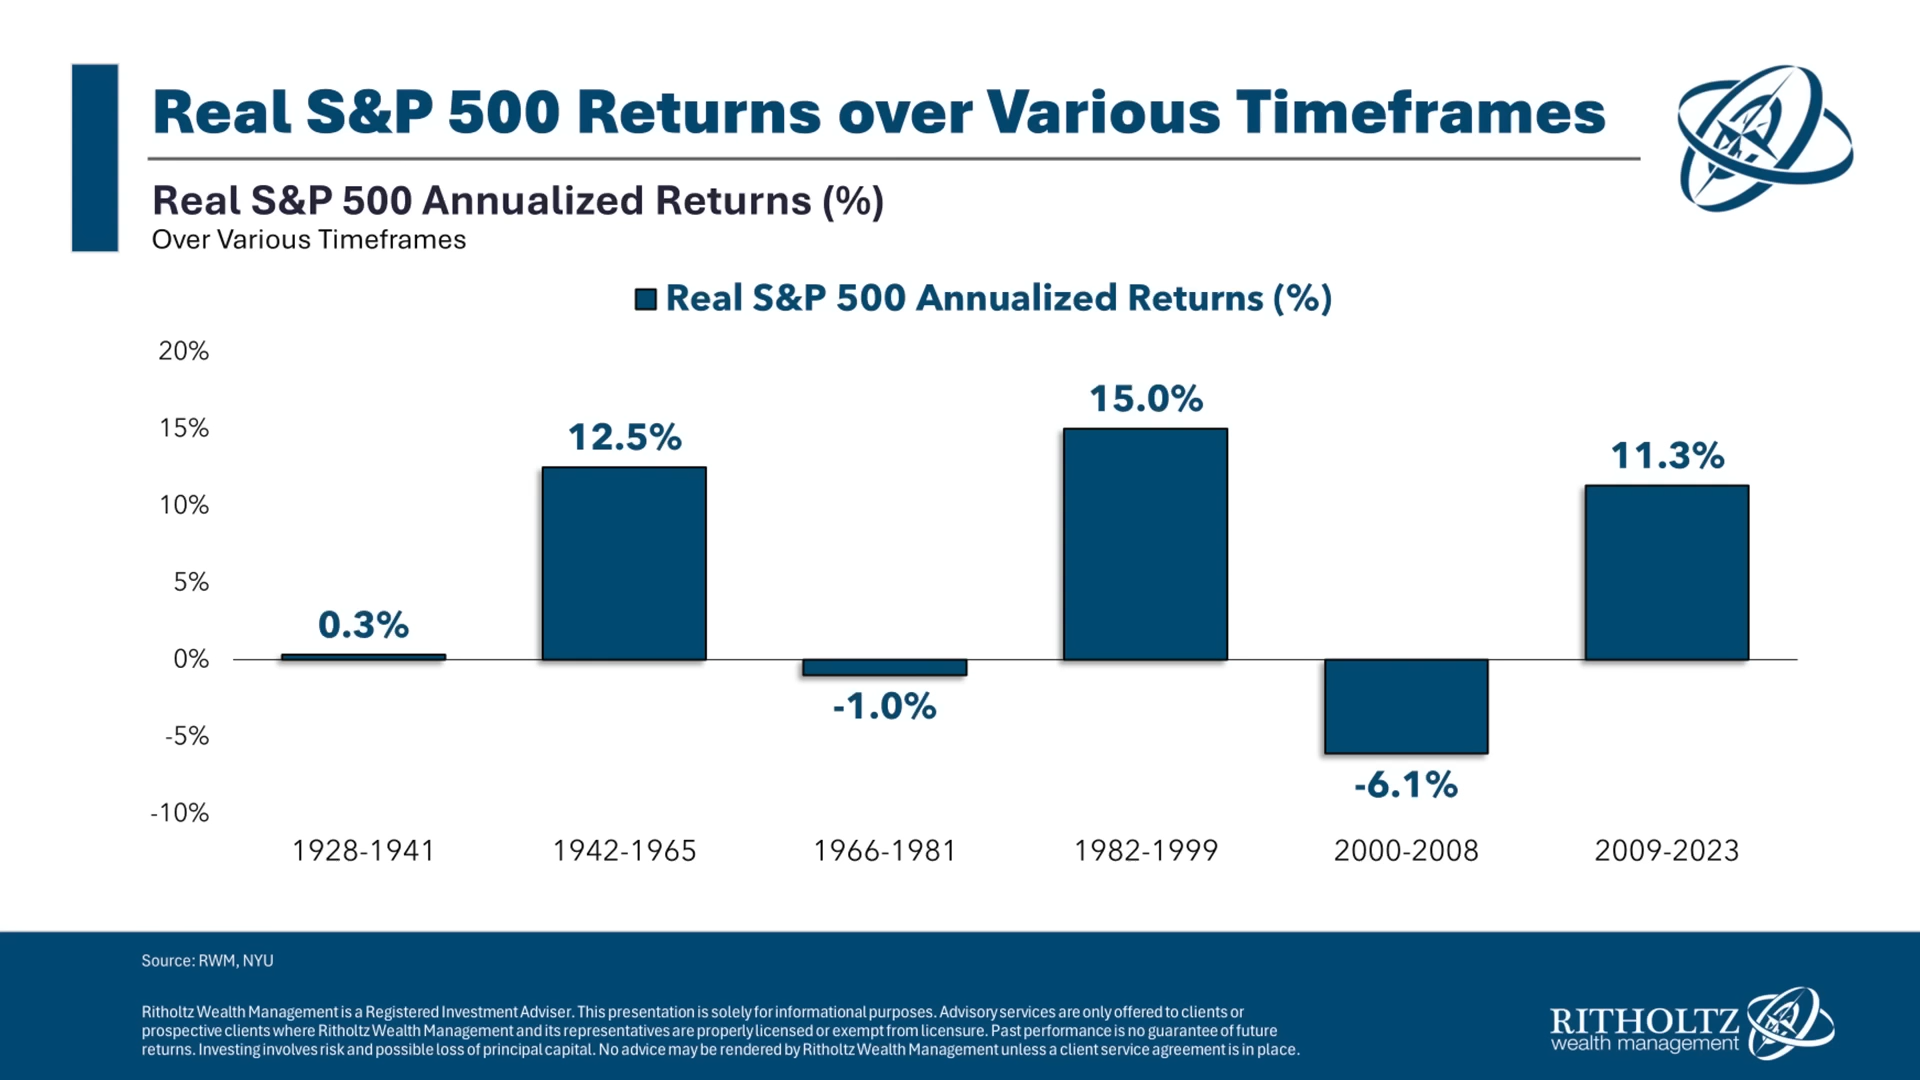 Real S&P 500 Returns over Various Timeframes
Real S&P 500 Annualized Returns (%)
Over Various Timeframes
Real S&P 500 Annualized Returns (%)
20%
15%
10%
5%
0%
-5%
-10%
0.3%
12.5%
-1.0%
15.0%
-6.1%
11.3%
1928-1941
1942-1965
1966-1981
1982-1999
2000-2008
2009-2023
Source: RWM, NYU
Ritholtz Wealth Management is a Registered Investment Adviser. This presentation is solely for informational purposes. Advisory services are only offered to clients or
prospective clients where Ritholtz Wealth Management and its representatives are properly licensed or exempt from licensure. Past performance is no guarantee of future
returns. Investing involves risk and possible loss of principal capital. No advice may be rendered by Ritholtz Wealth Management unless a client service agreement is in place.
RITHOLTZ
wealth management